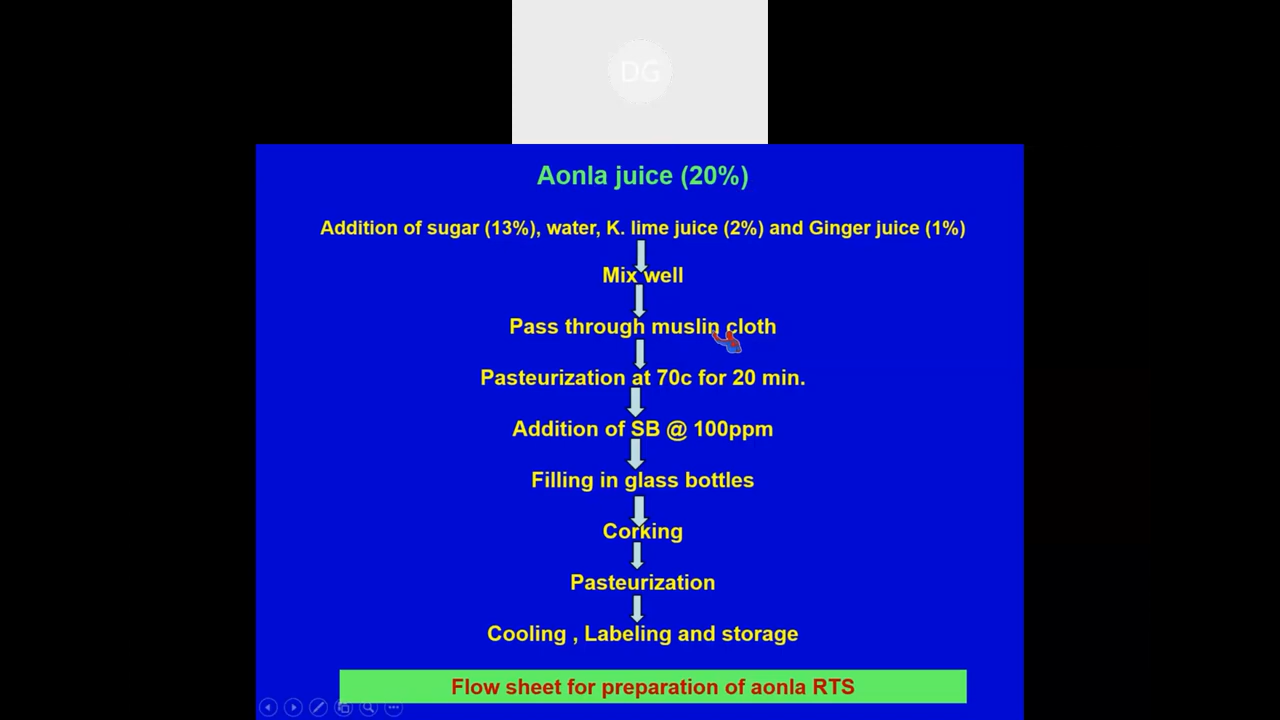 DG
Aonla juice (20%)
Addition of sugar (13%), water, K. lime juice (2%) and Ginger juice (1%)
Mix well
Pass through muslin cloth
Pasteurization at 70c for 20 min.
Addition of SB @ 100ppm
Filling in glass bottles
Corking
Pasteurization
Cooling , Labeling and storage
Flow sheet for preparation of aonla RTS